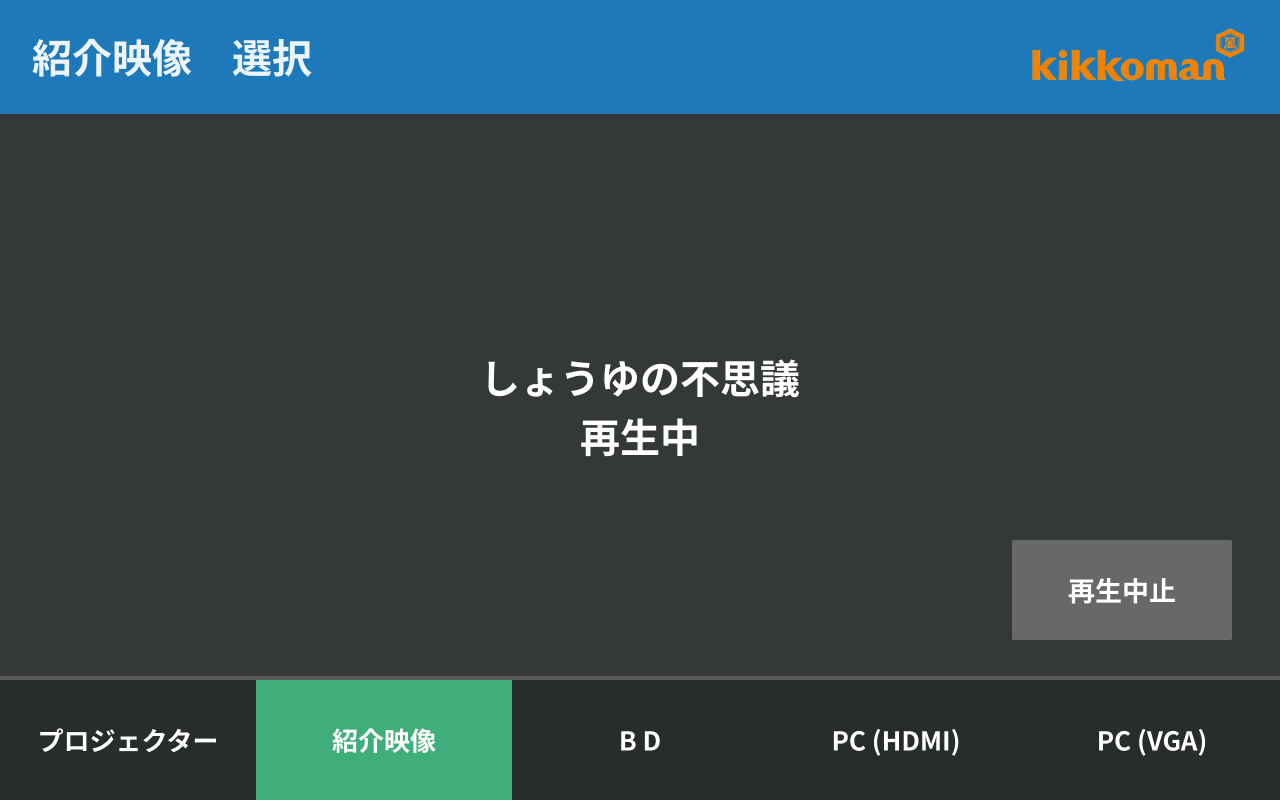 紹介映像　選択
kikkoman
しょうゆの不思議
再生中
再生中止
プロジェクター
紹介映像
ＢＤ
PC (HDMI)
PC (VGA)